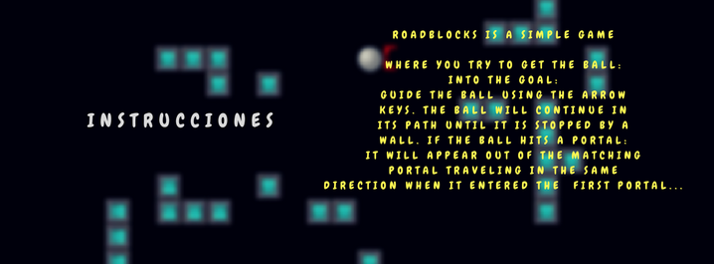 INSTRUCCIONES
ROADBLOCKS IS A SIMPLE GAME
WHERE YOU TRY TO GET THE BALL:
INTO THE GOAL:
GUIDE THE BALL USING THE ARROW
KEYS. THE BALL WILL CONTINUE IN
ITS PATH UNTIL IT IS STOPPED BY A
WALL. IF THE BALL HITS A PORTAL:
IT WILL APPEAR OUT OF THE MATCHING
PORTAL TRAVELING IN THE SAME
DIRECTION WHEN IT ENTERED THE FIRST PORTAL...